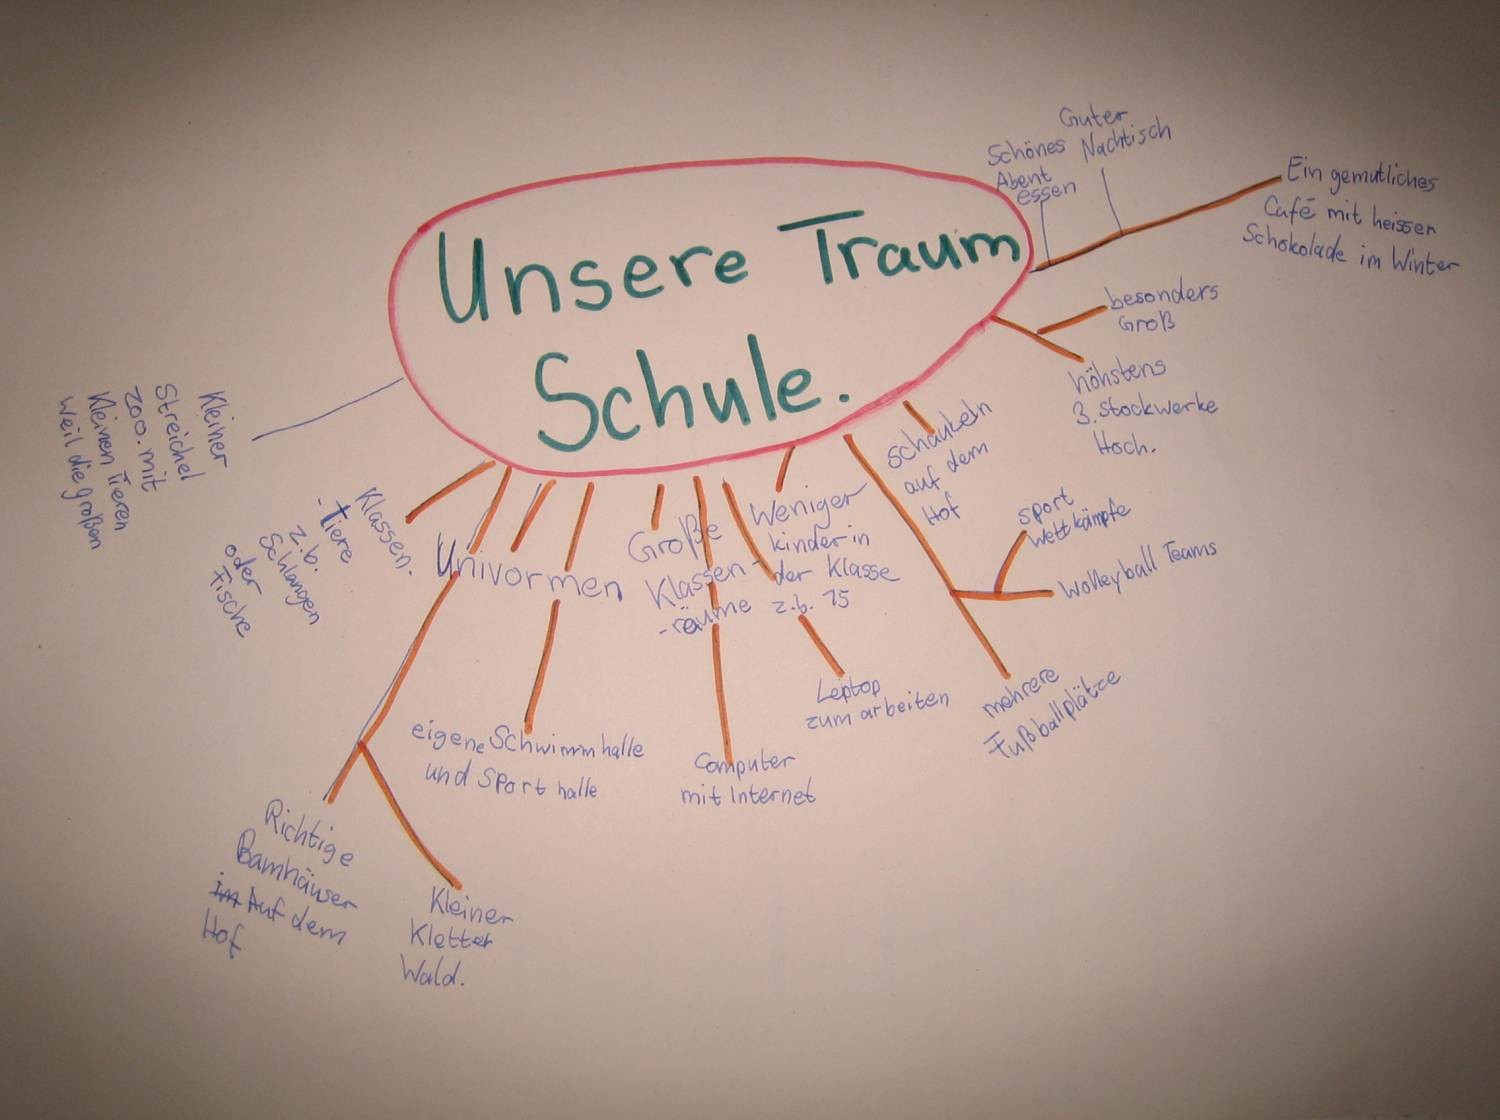 Unsere Traum
Schule.
Guter
Nachtisch
Schönes
Abent
essen
Ein gemutliches
Café mit heisser
Schokolade im Winter
besonders
Groß
höhstens
3. stockwerke
Hoch.
schaukeln
auf dem
Hof
sport
wettkämpfe
Wolleyball Teams
mehrere
Fußballplätze
Weniger
kinder in
der Klasse
z.b. 15
Leptop
zum arbeiten
Große
Klassen-
-räume
Computer
mit Internet
Univormen
eigene Schwimmhalle
und Sport halle
Richtige
Bamhäuser
im Auf dem
Hof
Kleiner
Kletter
Wald.
Klassen.
-tiere
z.b.
Schlangen
oder
Fische
Kleiner
Streichel
zoo. mit
Kleinen Tieren
weil die großen